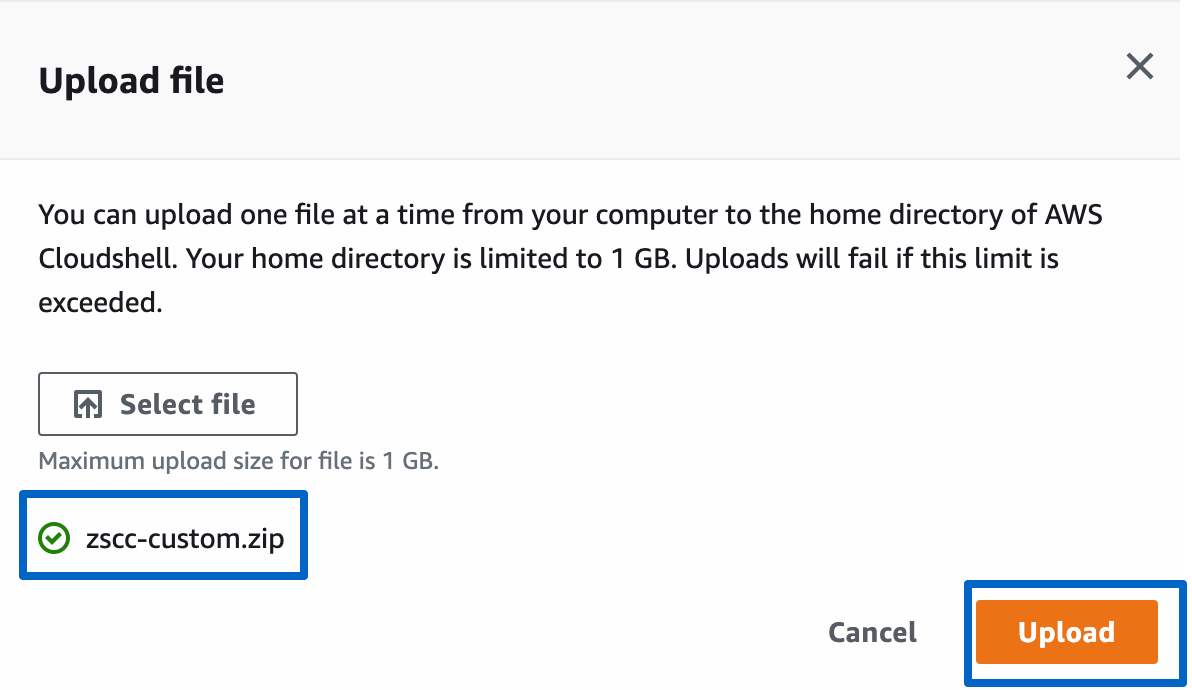 Upload file
You can upload one file at a time from your computer to the home directory of AWS
Cloudshell. Your home directory is limited to 1 GB. Uploads will fail if this limit is
exceeded.
Select file
Maximum upload size for file is 1 GB.
zscc-custom.zip
Cancel
Upload